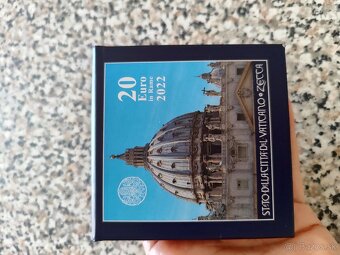 20
Euro
in Rame
2022
STATO DELLA CITTÀ DEL VATICANO • ZECCA